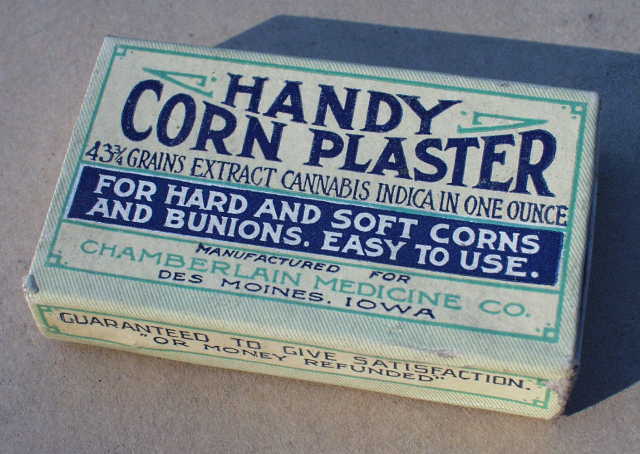 HANDY
CORN PLASTER
43¾ GRAINS EXTRACT CANNABIS INDICA IN ONE OUNCE
FOR HARD AND SOFT CORNS
AND BUNIONS. EASY TO USE.
MANUFACTURED FOR
CHAMBERLAIN MEDICINE CO.
DES MOINES, IOWA
GUARANTEED TO GIVE SATISFACTION.
"OR MONEY REFUNDED"